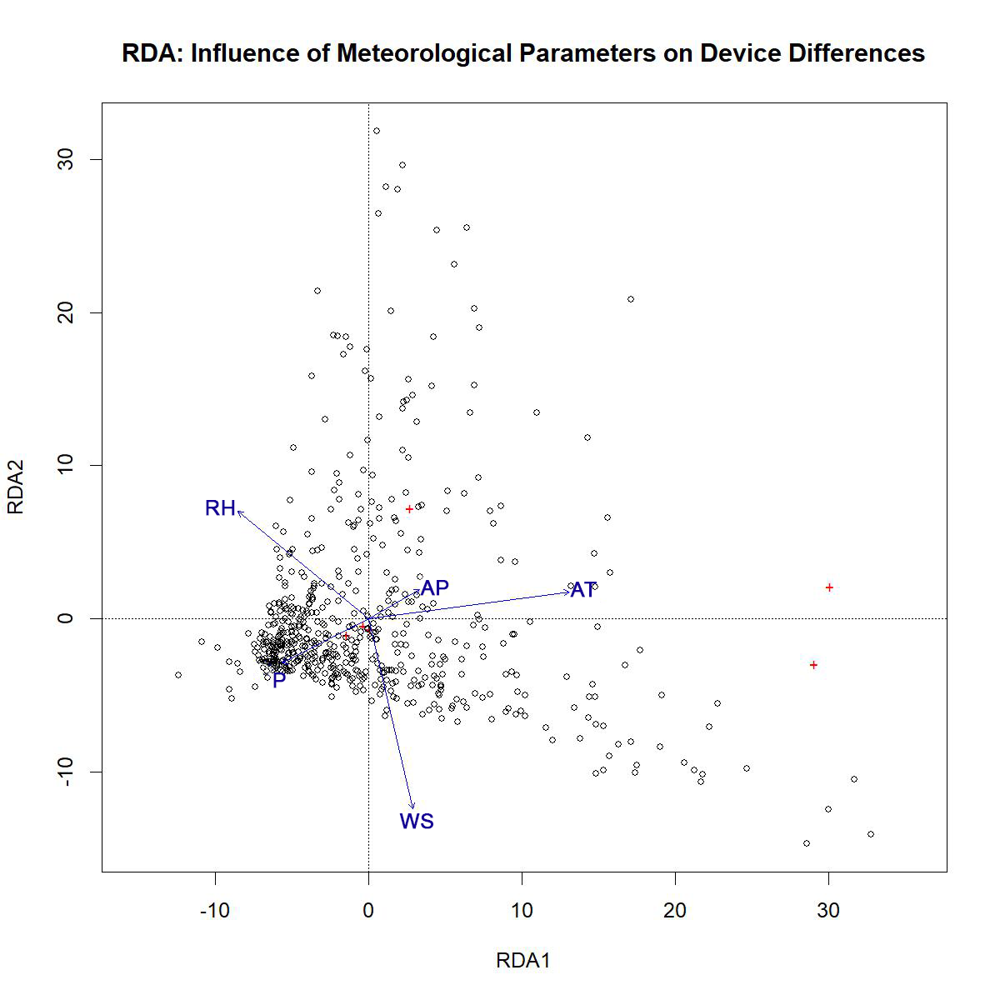 RDA: Influence of Meteorological Parameters on Device Differences
30
20
10
0
-10
RDA2
RH
AP
AT
P
WS
-10
0
10
20
30
RDA1